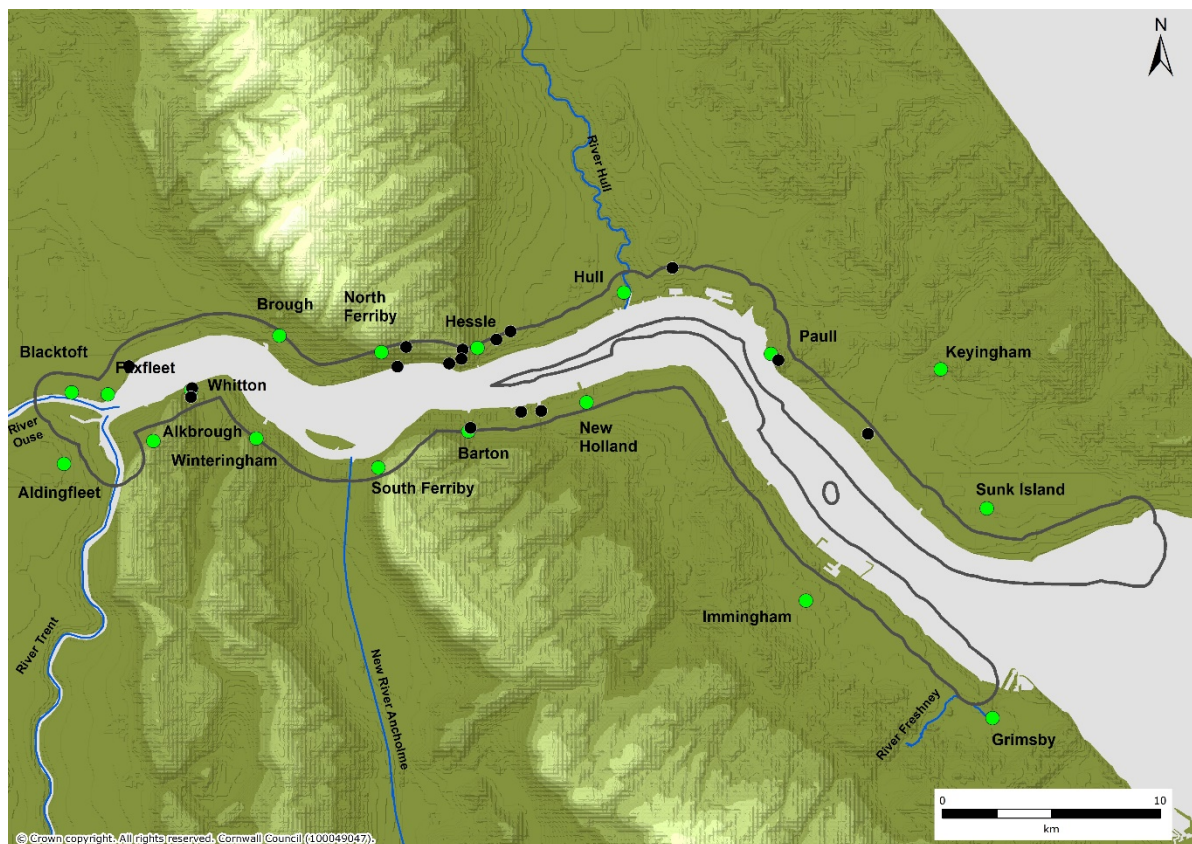 N
River Hull
Hull
Brough
North
Ferriby
Hessle
Paull
Keyingham
Blacktoft
Faxfleet
Whitton
River
Ouse
Alkbrough
Winteringham
Barton
New
Holland
Aldingfleet
South Ferriby
Sunk Island
Immingham
River Trent
New River Ancholme
River Freshney
Grimsby
0 10
km
© Crown copyright. All rights reserved. Cornwall Council (100049047).